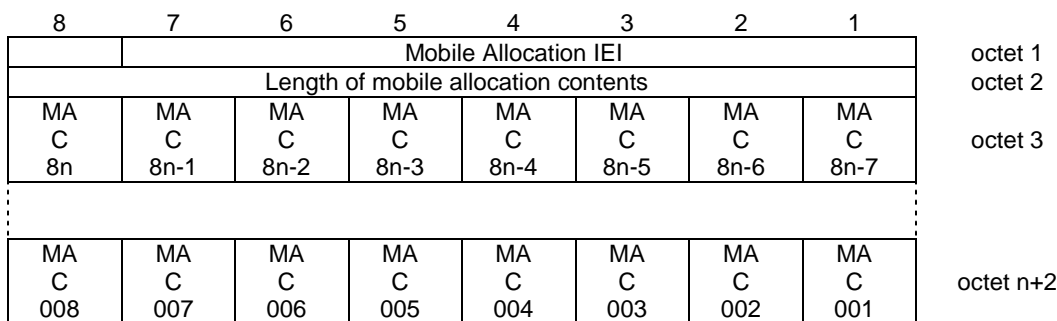 8 7 6 5 4 3 2 1
Mobile Allocation IEI octet 1
Length of mobile allocation contents octet 2
MA MA MA MA MA MA MA MA
C C C C C C C C octet 3
8n 8n-1 8n-2 8n-3 8n-4 8n-5 8n-6 8n-7
MA MA MA MA MA MA MA MA
C C C C C C C C octet n+2
008 007 006 005 004 003 002 001